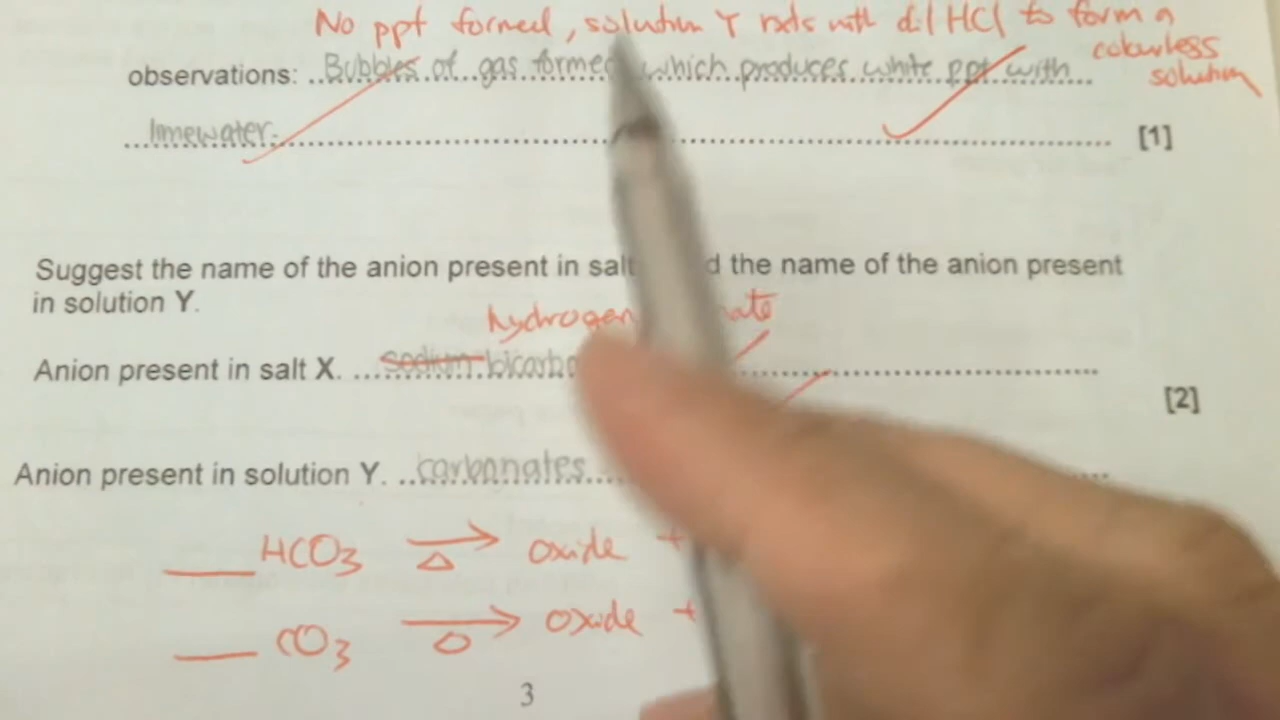 No ppt formed, solution Y rxts with dil HCl to form a
colourless
solution
observations: ..Bubbles of gas formed which produces white ppt with
limewater. [1]
Suggest the name of the anion present in salt d the name of the anion present
in solution Y.
hydrogen nate
Anion present in salt X. sodium bicarbo
[2]
Anion present in solution Y. carbonates
HCO3 → Δ oxide +
CO3 → Δ oxide +
3